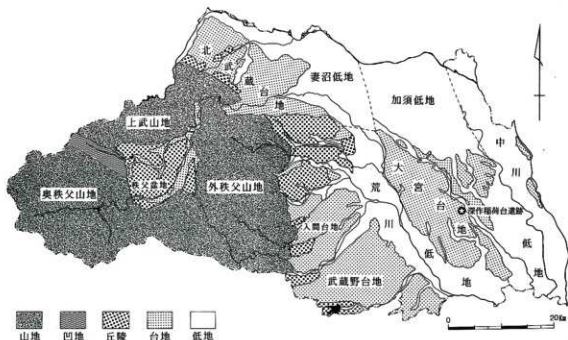 北武蔵台地
妻沼低地
加須低地
中川低地
上武山地
秩父盆地
奥秩父山地
外秩父山地
大宮台地
荒川低地
深作稲荷台遺跡
入間台地
武蔵野台地
山地 凹地 丘陵 台地 低地
0 20Km